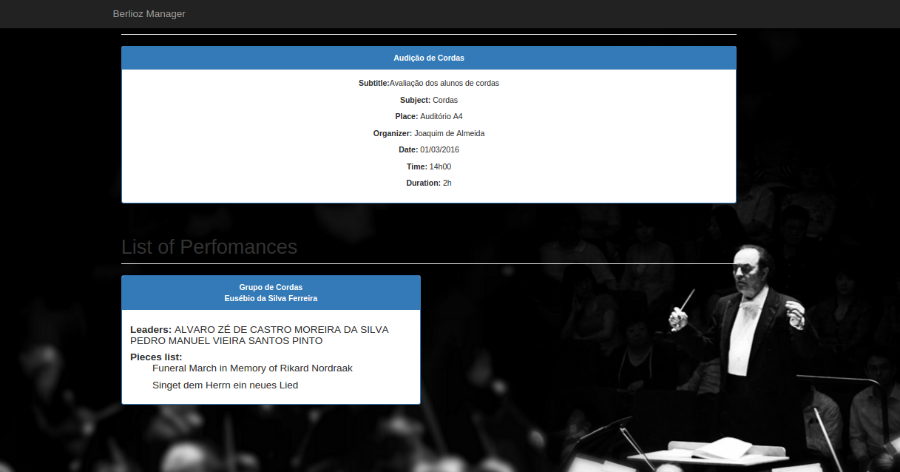 Berlioz Manager
Audição de Cordas
Subtitle:Avaliação dos alunos de cordas
Subject: Cordas
Place: Auditório A4
Organizer: Joaquim de Almeida
Date: 01/03/2016
Time: 14h00
Duration: 2h
List of Perfomances
Grupo de Cordas
Eusébio da Silva Ferreira
Leaders: ALVARO ZÉ DE CASTRO MOREIRA DA SILVA
PEDRO MANUEL VIEIRA SANTOS PINTO
Pieces list:
Funeral March in Memory of Rikard Nordraak
Singet dem Herrn ein neues Lied